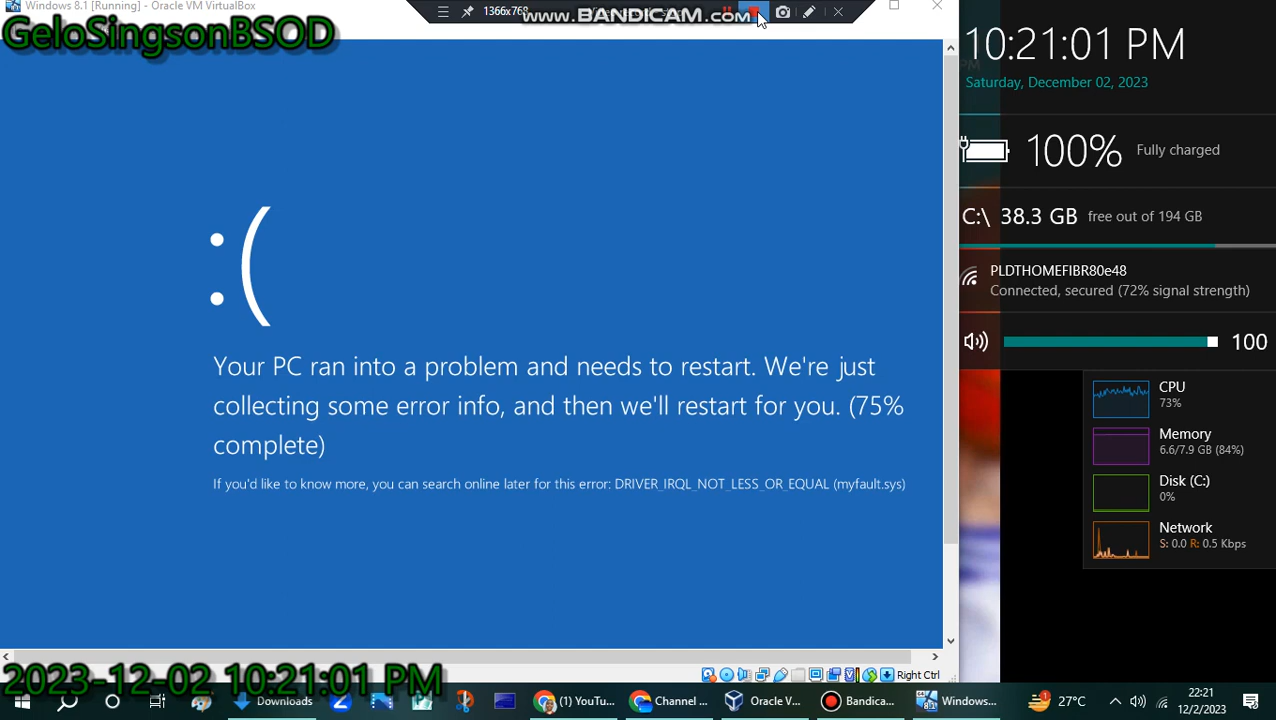 Windows 8.1 [Running] - Oracle VM VirtualBox
1366x768
www.BANDICAM.com
GeloSingsonBSOD
10:21:01 PM
Saturday, December 02, 2023
100% Fully charged
C:\ 38.3 GB free out of 194 GB
PLDTHOMEFIBR80e48
Connected, secured (72% signal strength)
100
CPU
73%
Memory
6.6/7.9 GB (84%)
Disk (C:)
0%
Network
S: 0.0 R: 0.5 Kbps
:(
Your PC ran into a problem and needs to restart. We're just
collecting some error info, and then we'll restart for you. (75%
complete)
If you'd like to know more, you can search online later for this error: DRIVER_IRQL_NOT_LESS_OR_EQUAL (myfault.sys)
Right Ctrl
2023-12-02 10:21:01 PM
Downloads
(1) YouTu...
Channel ...
Oracle V...
Bandica...
Windows...
1
27°C
22:21
12/2/2023